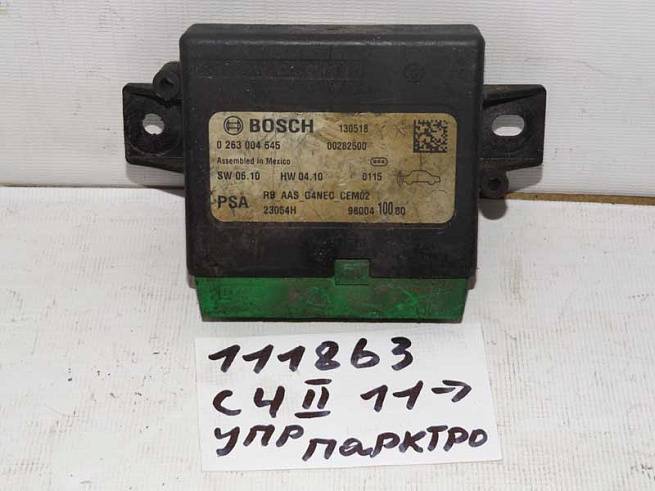 BOSCH 130518
0 263 004 545 00282500
Assembled in Mexico
SW 06.10 HW 04.10 0115
R9 AAS C4NEC CEM02
PSA 23054H 98004 100 80
111863
C4 II 11→
УПР ПАРКТРО